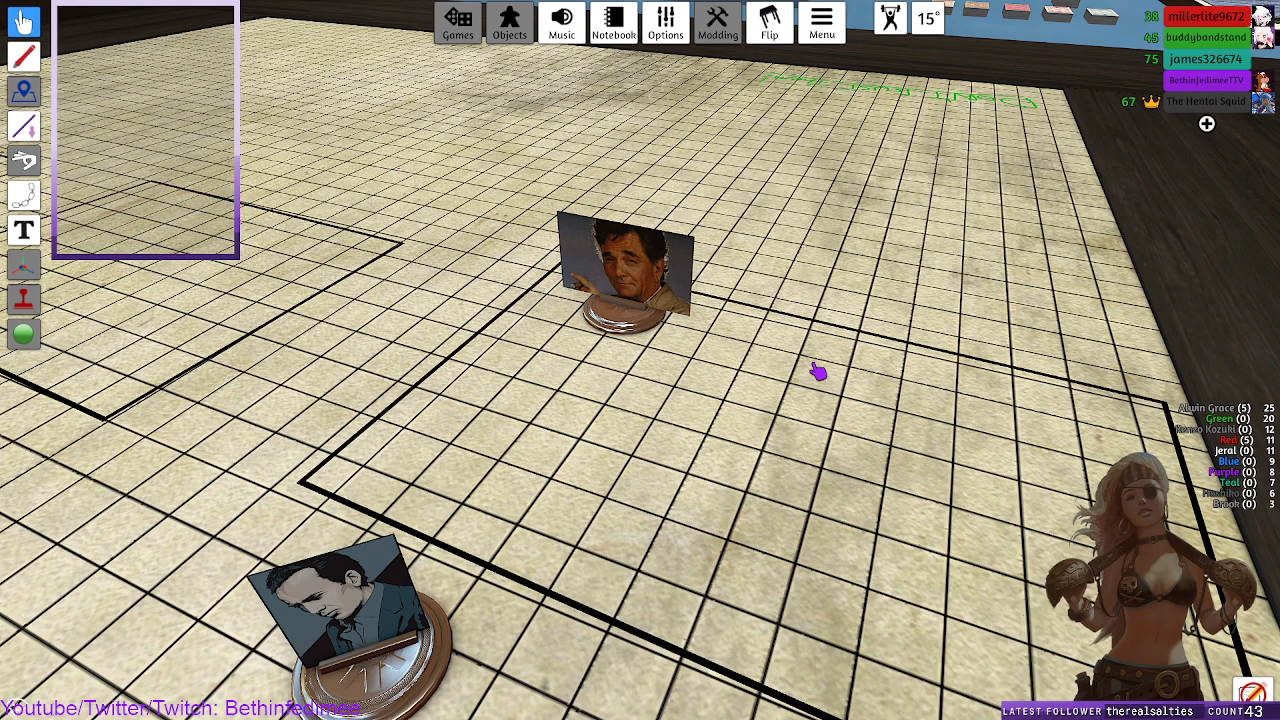 Games
Objects
Music
Notebook
Options
Modding
Flip
Menu
15°
38 millerlite9672
45 buddybandstand
75 james326674
BethinfedimeeTTV
67 The Hentai Squid
T
Alwin Grace (5) 25
Green (0) 20
Kenzo Kozuki (0) 12
Red (5) 11
Jeral (0) 11
Blue (0) 9
Purple (0) 8
Teal (0) 7
Hashiko (0) 6
Brook (0) 3
Youtube/Twitter/Twitch: Bethinfedimee
LATEST FOLLOWER therealsalties COUNT 43